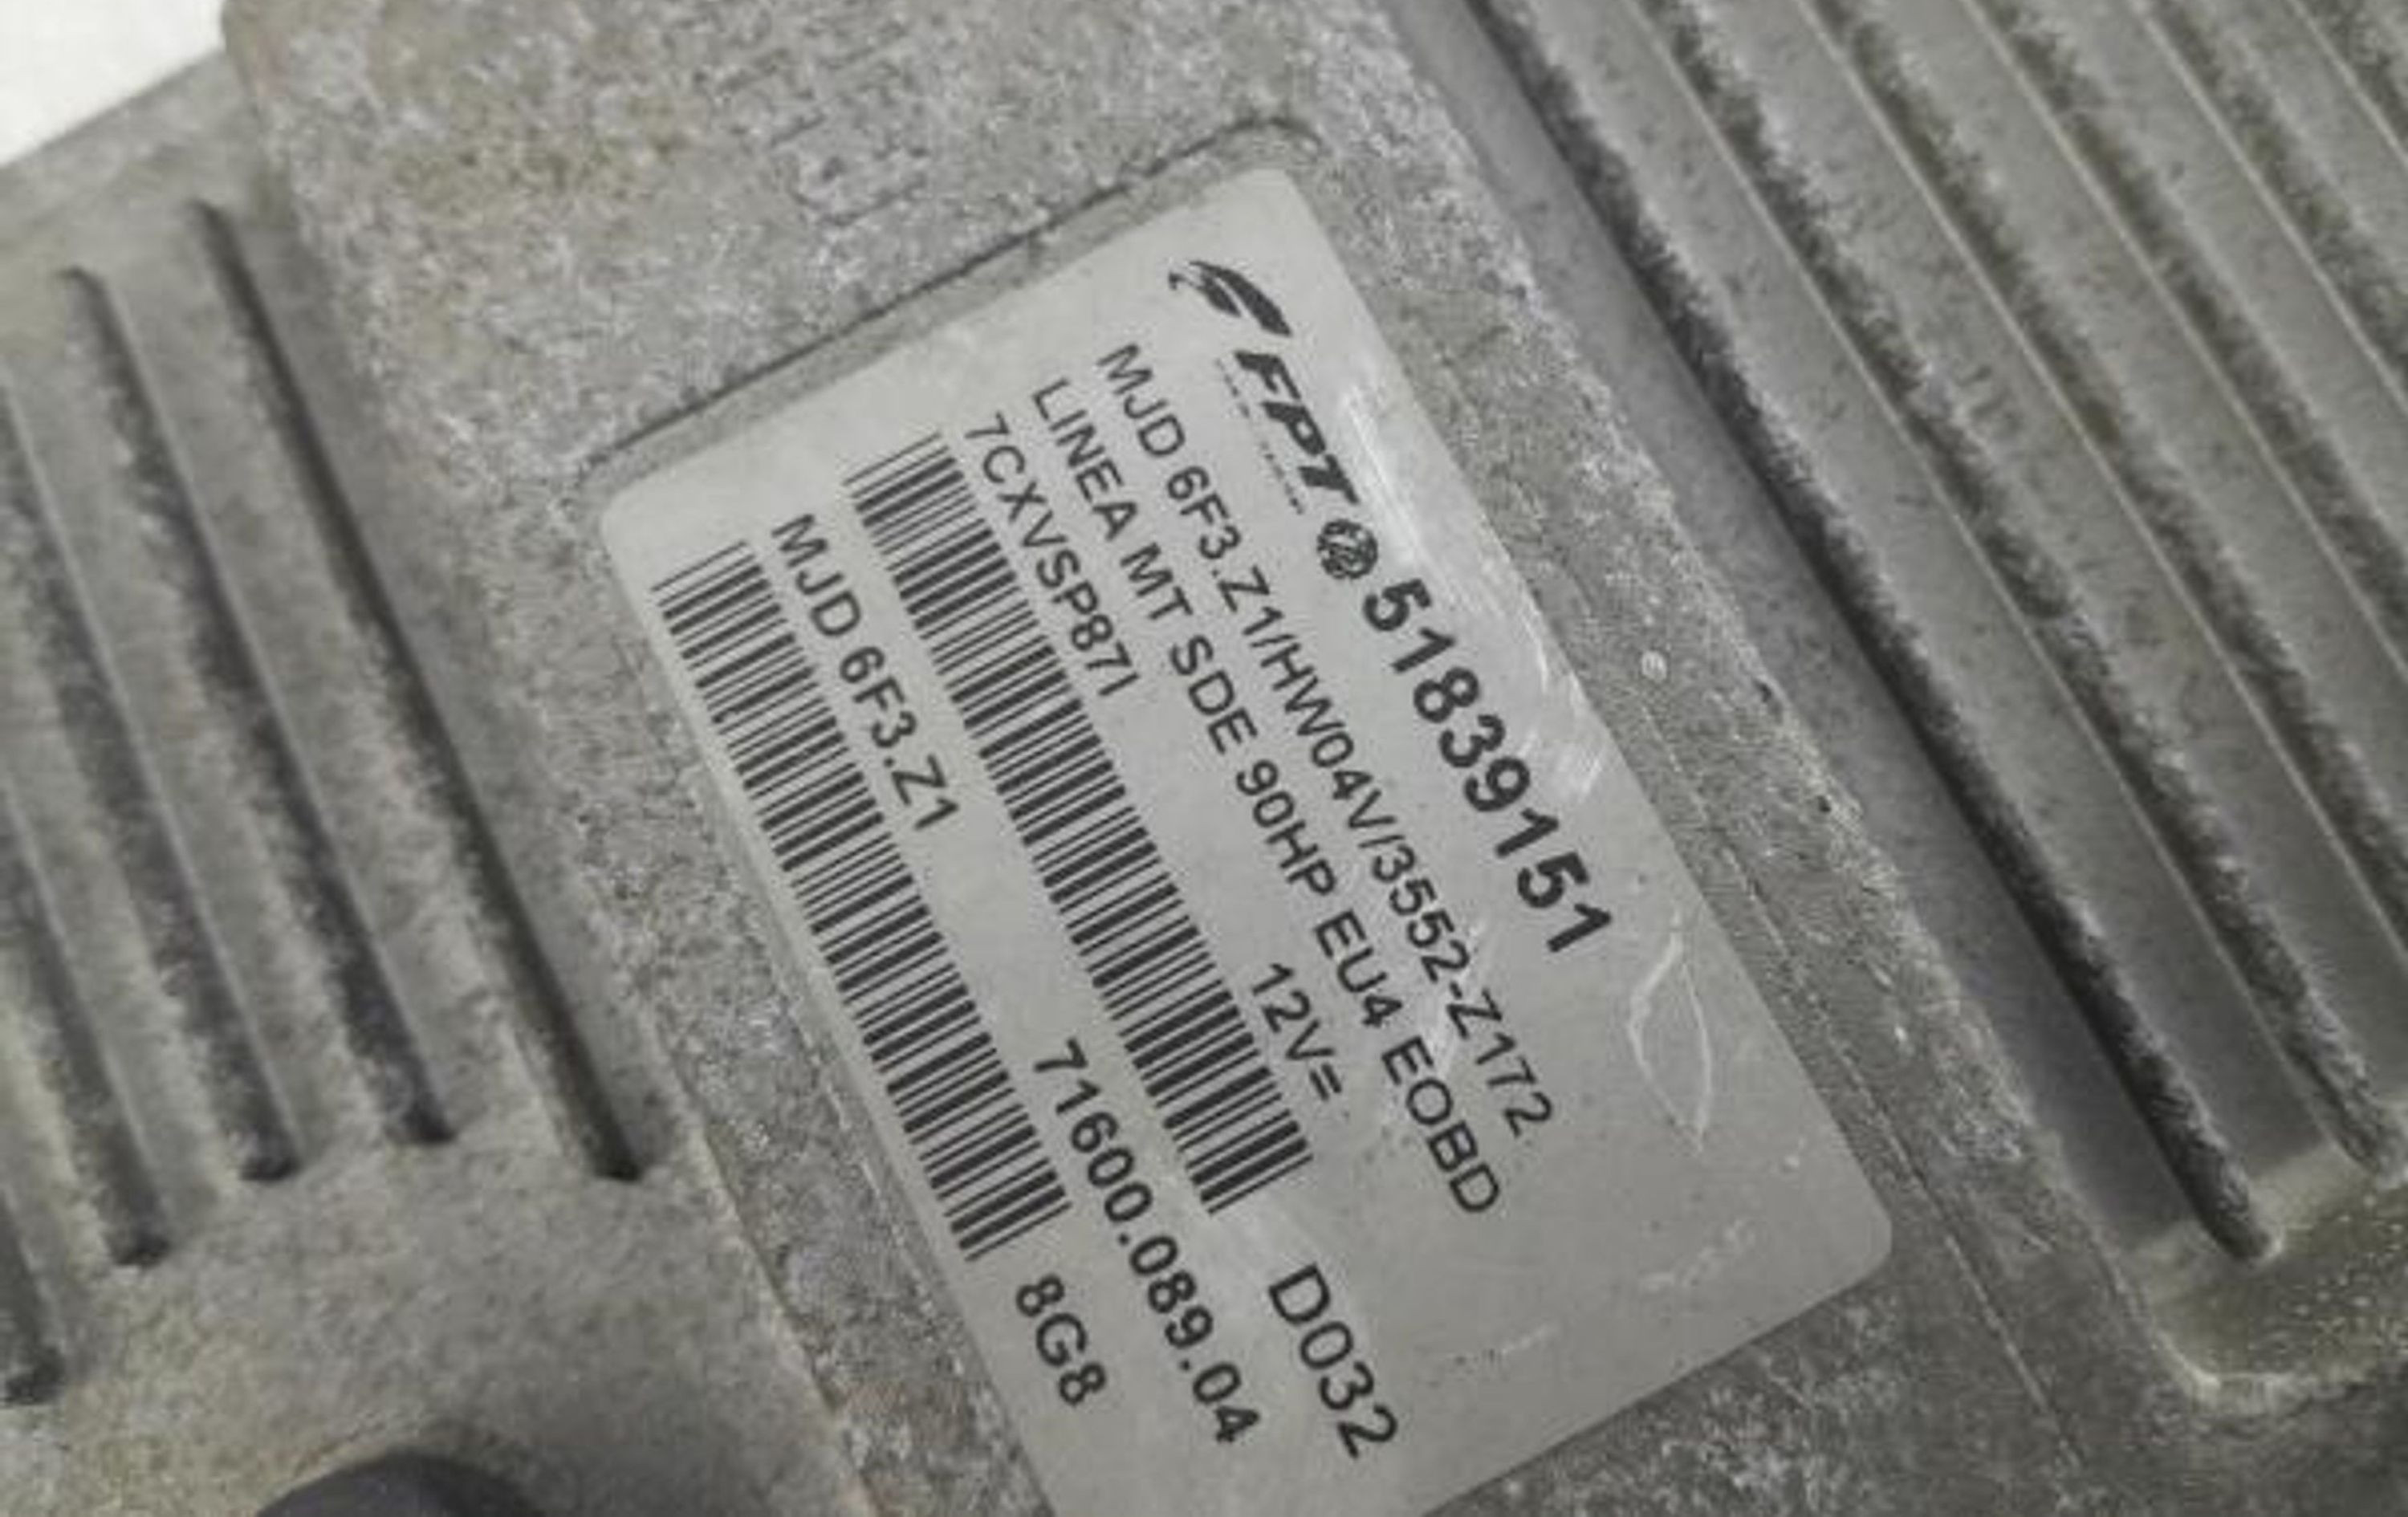 FPT 51839151
MJD 6F3.Z1/HW04V/3552-Z172
LINEA MT SDE 90HP EU4 EOBD
7CXVSP87I 12V=
D032
MJD 6F3.Z1 71600.089.04
8G8